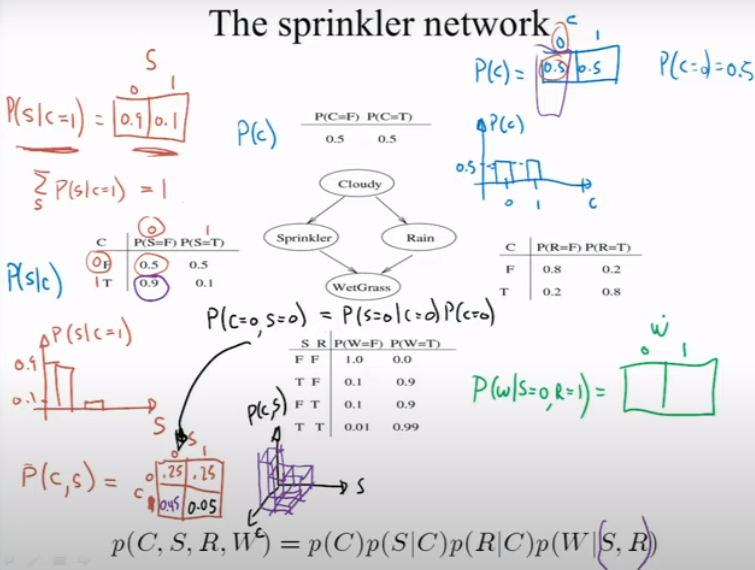 The sprinkler network
C
0 1
P(C) = 0.5 0.5
P(C=0)=0.5
S
0 1
P(S|C=1) = 0.9 0.1
∑ P(S|C=1) = 1
S
P(C)
P(C=F) P(C=T)
0.5 0.5
P(C)
0.5
0 1 C
Cloudy
Sprinkler
Rain
WetGrass
P(S|C)
0 1
C P(S=F) P(S=T)
0 F 0.5 0.5
1 T 0.9 0.1
C P(R=F) P(R=T)
F 0.8 0.2
T 0.2 0.8
P(C=0, S=0) = P(S=0|C=0) P(C=0)
S R P(W=F) P(W=T)
F F 1.0 0.0
T F 0.1 0.9
F T 0.1 0.9
T T 0.01 0.99
P(S|C=1)
0.9
0.1
S
W
0 1
P(W|S=0, R=1) =
P(C,S)
S
C
S
0 1
P(C,S) = C 0 .25 .25
1 0.45 0.05
p(C, S, R, W) = p(C)p(S|C)p(R|C)p(W|S, R)